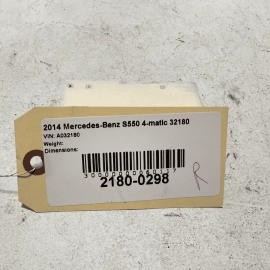 2014 Mercedes-Benz S550 4-matic 32180
VIN: A032180
Weight:
Dimensions:
2180-0298
R